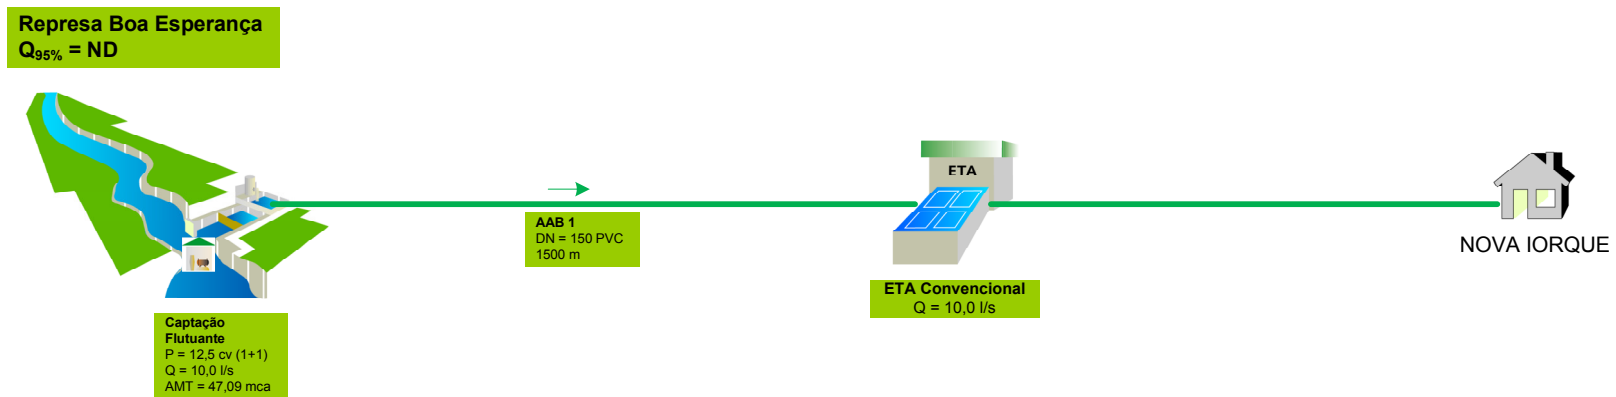 Represa Boa Esperança
Q95% = ND
ETA
AAB 1
DN = 150 PVC
1500 m
NOVA IORQUE
ETA Convencional
Q = 10,0 l/s
Captação
Flutuante
P = 12,5 cv (1+1)
Q = 10,0 l/s
AMT = 47,09 mca